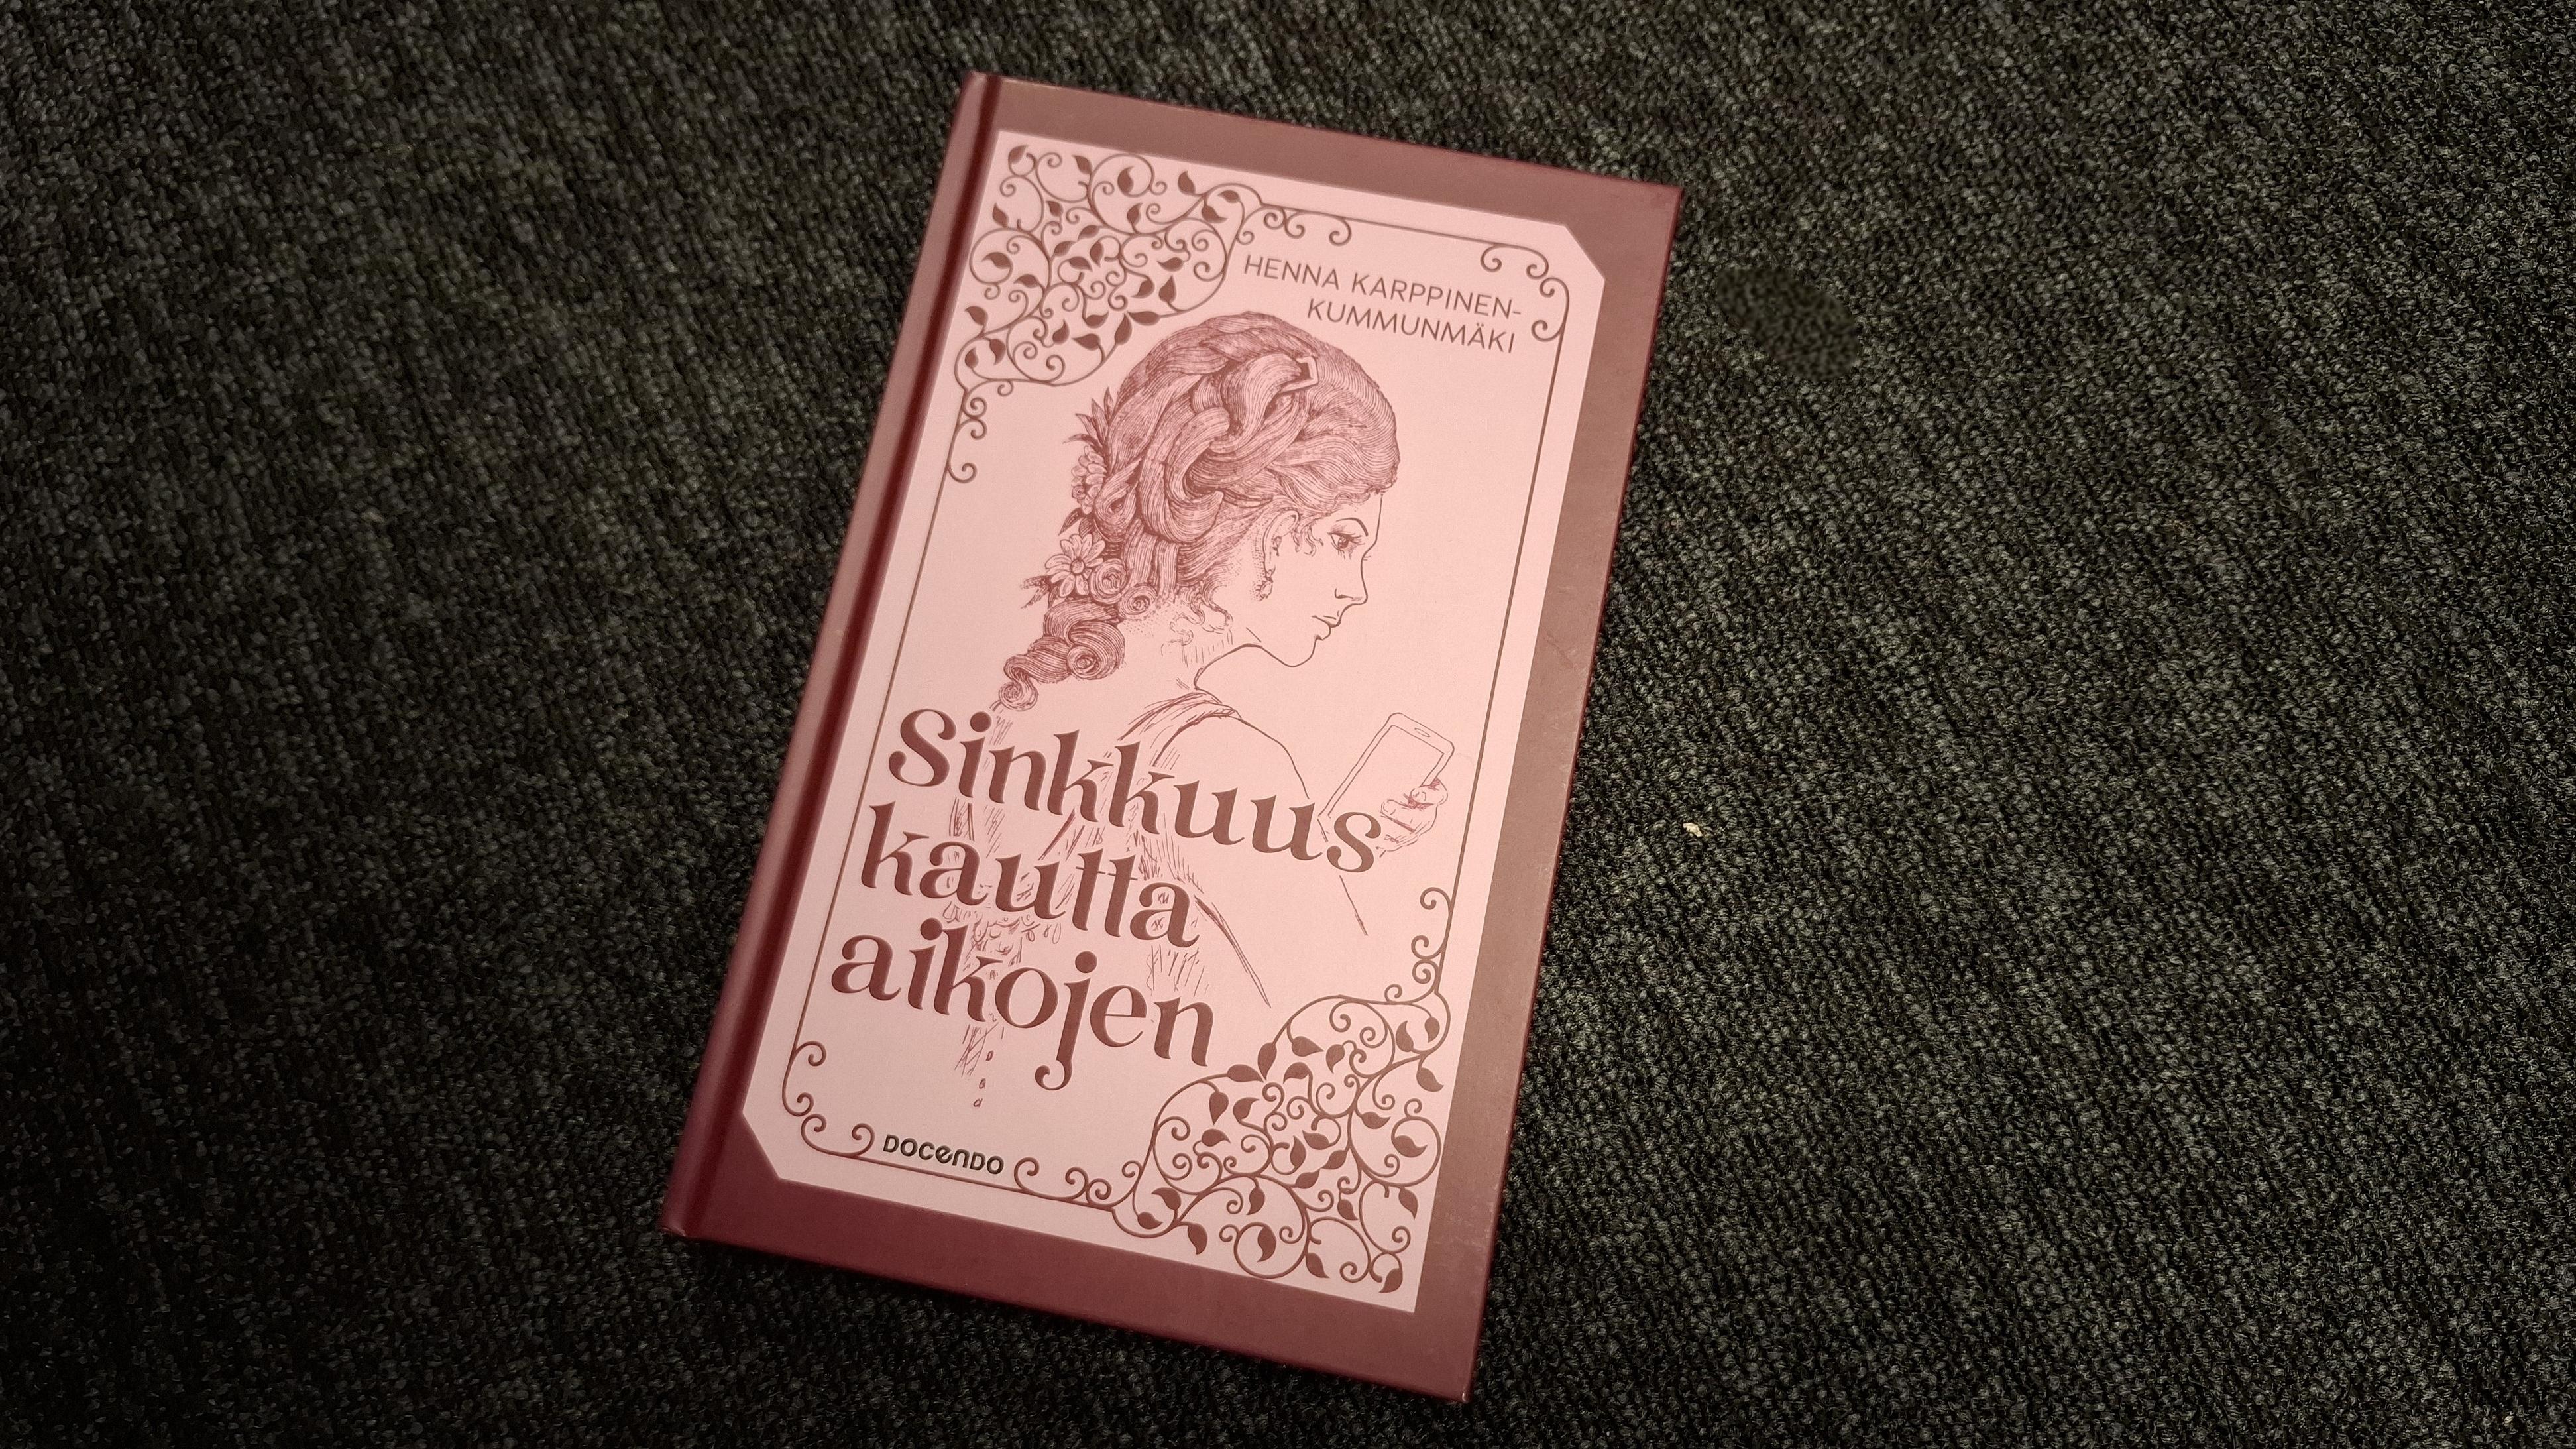 HENNA KARPPINEN-
KUMMUNMÄKI
Sinkkuus
kautta
aikojen
DOCENDO